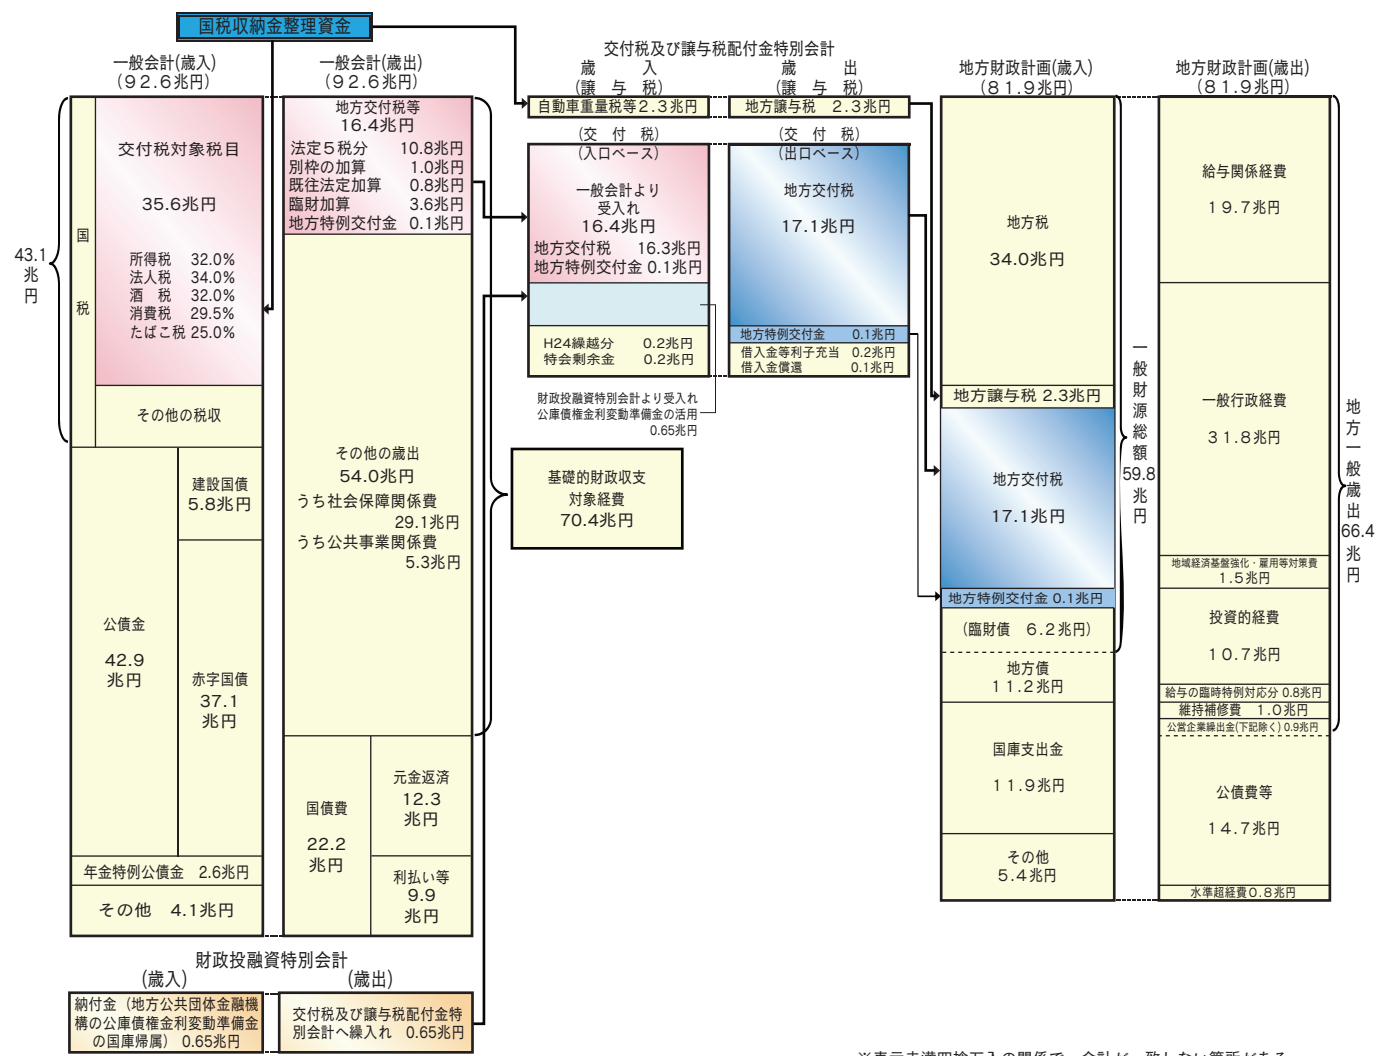 国税収納金整理資金
一般会計(歳入)
(９２.６兆円)
国
税
43.1
兆
円
交付税対象税目
35.6兆円
所得税 32.0%
法人税 34.0%
酒　税 32.0%
消費税 29.5%
たばこ税 25.0%
その他の税収
公債金
42.9
兆円
建設国債
5.8兆円
赤字国債
37.1
兆円
年金特例公債金　2.6兆円
その他　4.1兆円
一般会計(歳出)
(９２.６兆円)
地方交付税等
16.4兆円
法定５税分 10.8兆円
別枠の加算 1.0兆円
既往法定加算 0.8兆円
臨財加算 3.6兆円
地方特例交付金 0.1兆円
その他の歳出
54.0兆円
うち社会保障関係費
29.1兆円
うち公共事業関係費
5.3兆円
国債費
22.2
兆円
元金返済
12.3
兆円
利払い等
9.9
兆円
基礎的財政収支
対象経費
70.4兆円
財政投融資特別会計
(歳入)
納付金（地方公共団体金融機
構の公庫債権金利変動準備金
の国庫帰属） 0.65兆円
(歳出)
交付税及び譲与税配付金特
別会計へ繰入れ　0.65兆円
交付税及び譲与税配付金特別会計
歳　入
(譲　与　税)
自動車重量税等2.3兆円
(交　付　税)
(入口ベース)
一般会計より
受入れ
16.4兆円
地方交付税 16.3兆円
地方特例交付金 0.1兆円
H24繰越分 0.2兆円
特会剰余金 0.2兆円
財政投融資特別会計より受入れ
公庫債権金利変動準備金の活用
0.65兆円
歳　出
(譲　与　税)
地方譲与税　2.3兆円
(交　付　税)
(出口ベース)
地方交付税
17.1兆円
地方特例交付金 0.1兆円
借入金等利子充当 0.2兆円
借入金償還 0.1兆円
地方財政計画(歳入)
(８１.９兆円)
地方税
34.0兆円
地方譲与税 2.3兆円
地方交付税
17.1兆円
地方特例交付金 0.1兆円
(臨財債　６.２兆円)
地方債
１１.２兆円
国庫支出金
１１.９兆円
その他
５.４兆円
一
般
財
源
総
額
59.8
兆
円
地方財政計画(歳出)
(８１.９兆円)
給与関係経費
１９.７兆円
一般行政経費
３１.８兆円
地域経済基盤強化・雇用等対策費
１.５兆円
投資的経費
１０.７兆円
給与の臨時特例対応分 0.8兆円
維持補修費　１.０兆円
公営企業繰出金(下記除く) 0.9兆円
公債費等
１４.７兆円
水準超経費０.８兆円
地
方
一
般
歳
出
66.4
兆
円